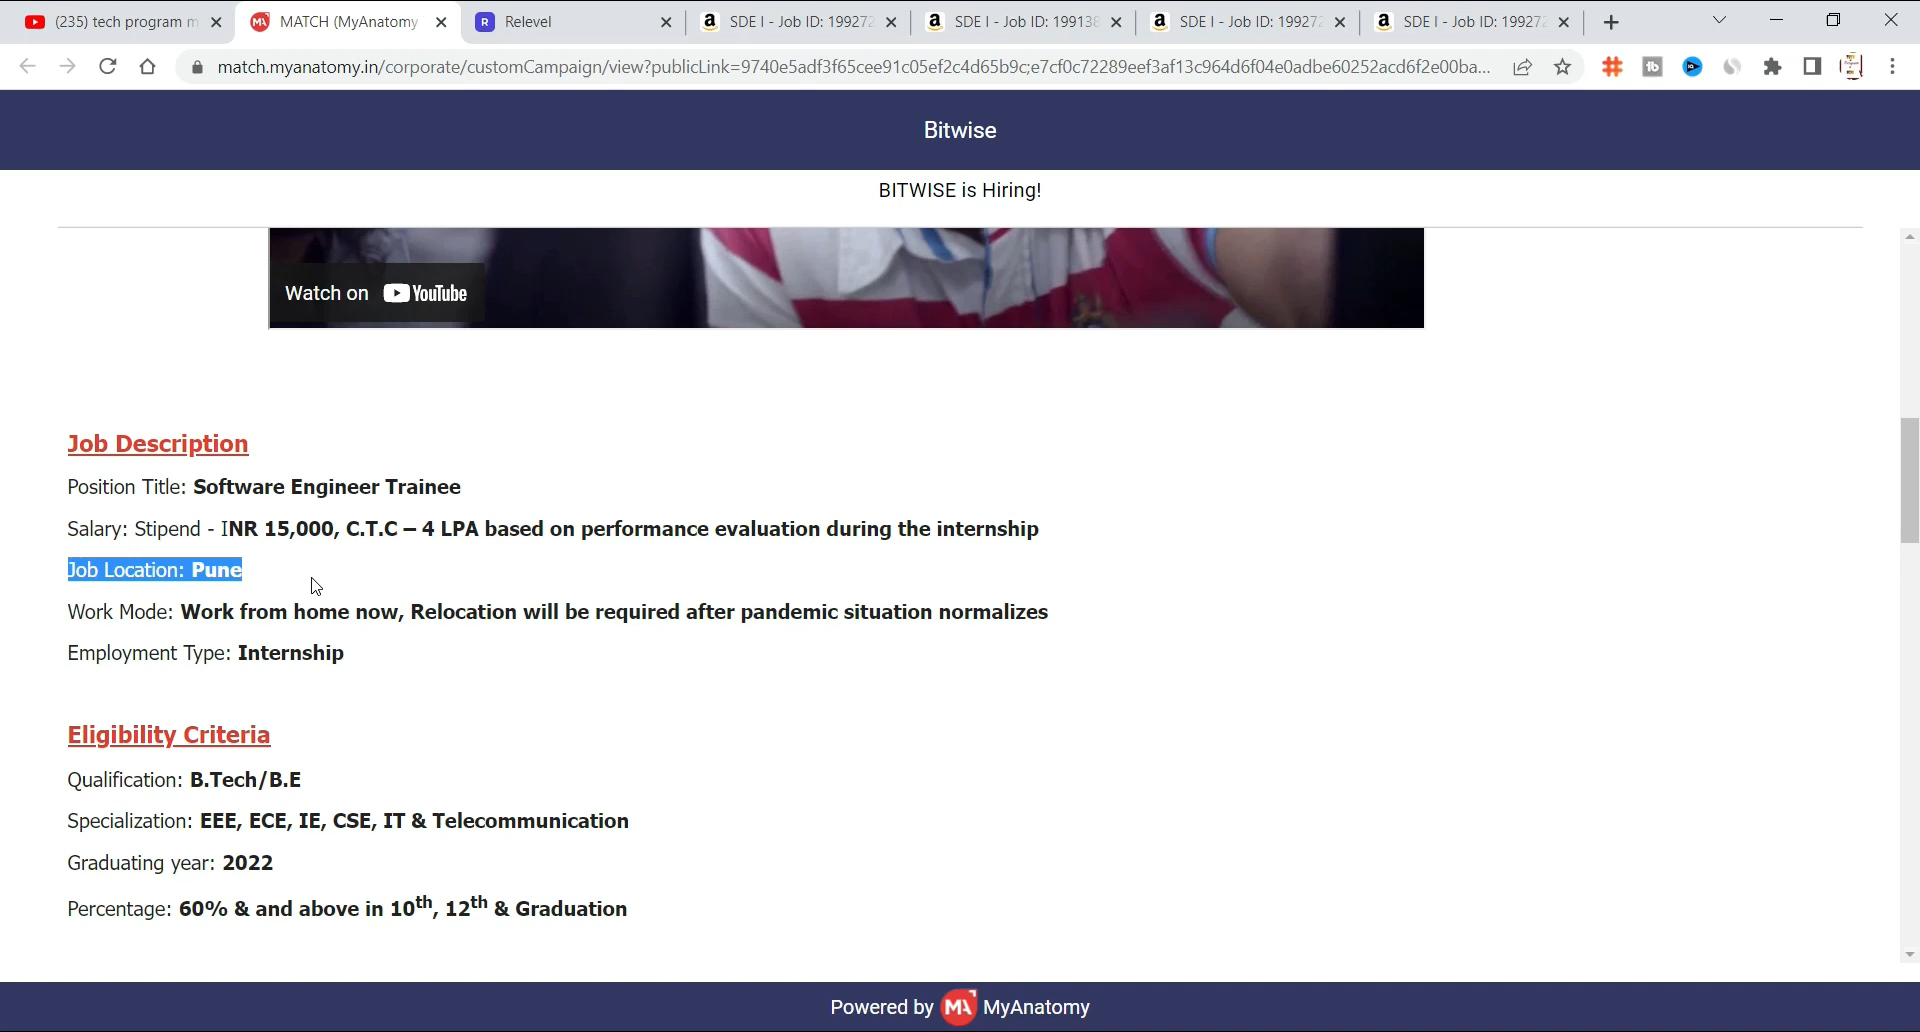 (235) tech program m
MATCH (MyAnatomy
Relevel
SDE I - Job ID: 199272
SDE I - Job ID: 199138
SDE I - Job ID: 199272
SDE I - Job ID: 199272
match.myanatomy.in/corporate/customCampaign/view?publicLink=9740e5adf3f65cee91c05ef2c4d65b9c;e7cf0c72289eef3af13c964d6f04e0adbe60252acd6f2e00ba...
Bitwise
BITWISE is Hiring!
Watch on YouTube
Job Description
Position Title: Software Engineer Trainee
Salary: Stipend - INR 15,000, C.T.C – 4 LPA based on performance evaluation during the internship
Job Location: Pune
Work Mode: Work from home now, Relocation will be required after pandemic situation normalizes
Employment Type: Internship
Eligibility Criteria
Qualification: B.Tech/B.E
Specialization: EEE, ECE, IE, CSE, IT & Telecommunication
Graduating year: 2022
Percentage: 60% & and above in 10th, 12th & Graduation
Powered by MA MyAnatomy